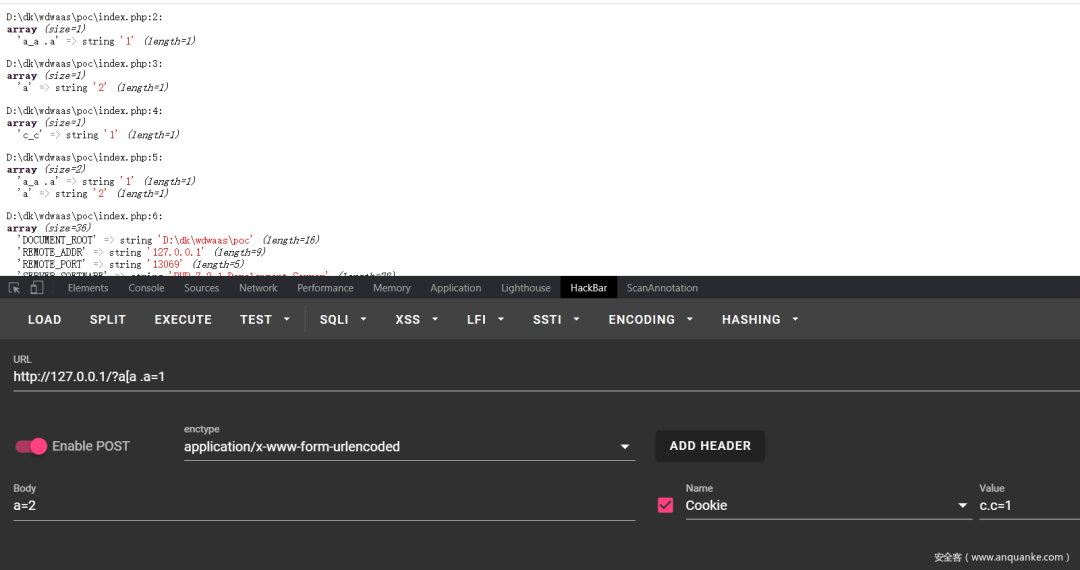 D:\dk\wdwaas\poc\index.php:2:
array (size=1)
'a_a .a' => string '1' (length=1)
D:\dk\wdwaas\poc\index.php:3:
array (size=1)
'a' => string '2' (length=1)
D:\dk\wdwaas\poc\index.php:4:
array (size=1)
'c_c' => string '1' (length=1)
D:\dk\wdwaas\poc\index.php:5:
array (size=2)
'a_a .a' => string '1' (length=1)
'a' => string '2' (length=1)
D:\dk\wdwaas\poc\index.php:6:
array (size=36)
'DOCUMENT_ROOT' => string 'D:\dk\wdwaas\poc' (length=16)
'REMOTE_ADDR' => string '127.0.0.1' (length=9)
'REMOTE_PORT' => string '13069' (length=5)
Elements Console Sources Network Performance Memory Application Lighthouse HackBar ScanAnnotation
LOAD SPLIT EXECUTE TEST SQLI XSS LFI SSTI ENCODING HASHING
URL
http://127.0.0.1/?a[a .a=1
Enable POST
enctype
application/x-www-form-urlencoded
ADD HEADER
Body
a=2
Name
Cookie
Value
c.c=1
安全客（www.anquanke.com）